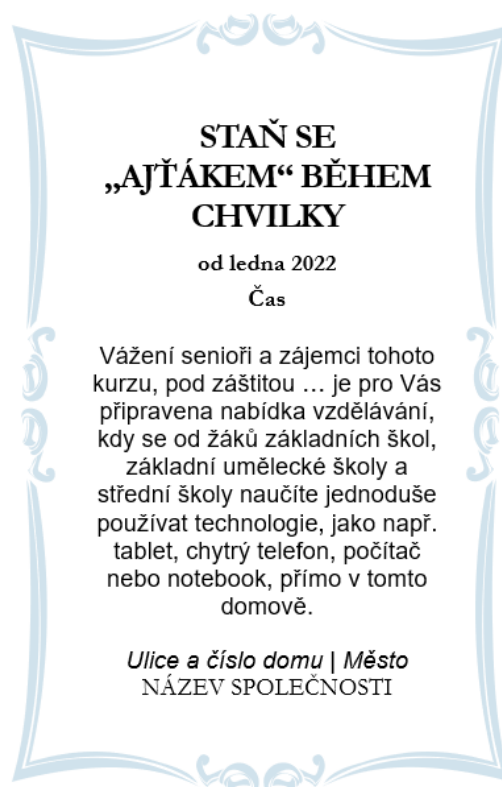 STAŇ SE
„AJŤÁKEM“ BĚHEM
CHVILKY
od ledna 2022
Čas
Vážení senioři a zájemci tohoto
kurzu, pod záštitou … je pro Vás
připravena nabídka vzdělávání,
kdy se od žáků základních škol,
základní umělecké školy a
střední školy naučíte jednoduše
používat technologie, jako např.
tablet, chytrý telefon, počítač
nebo notebook, přímo v tomto
domově.
Ulice a číslo domu | Město
NÁZEV SPOLEČNOSTI